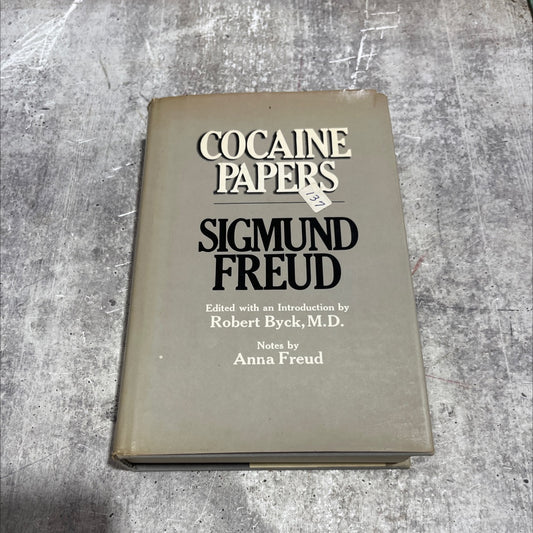 COCAINE
PAPERS
137
SIGMUND
FREUD
Edited with an Introduction by
Robert Byck, M.D.
Notes by
Anna Freud